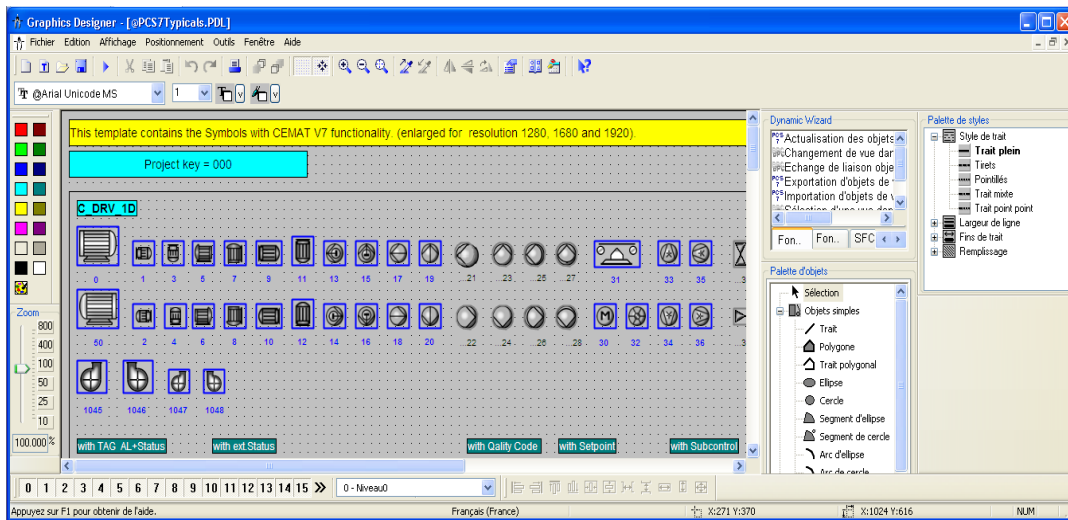 Graphics Designer - [@PCS7Typicals.PDL]
Fichier Edition Affichage Positionnement Outils Fenêtre Aide
@Arial Unicode MS 1
This template contains the Symbols with CEMAT V7 functionality. (enlarged for resolution 1280, 1680 and 1920).
Project key = 000
C_DRV_1D
0 1 3 5 7 9 11 13 15 17 19 21 23 25 27 31 33 35
50 2 4 6 8 10 12 14 16 18 20 22 24 26 28 30 32 34 36
1045 1046 1047 1048
with TAG AL+Status with ext.Status with Qality Code with Setpoint with Subcontrol
Zoom
800
400
100
50
25
10
100.000 %
Dynamic Wizard
Actualisation des objets
Changement de vue dar
Echange de liaison obje
Exportation d'objets de
Importation d'objets de v
Fon... Fon.. SFC
Palette d'objets
Sélection
Objets simples
Trait
Polygone
Trait polygonal
Ellipse
Cercle
Segment d'ellipse
Segment de cercle
Arc d'ellipse
Arc de cercle
Palette de styles
Style de trait
Trait plein
Tirets
Pointillés
Trait mixte
Trait point point
Largeur de ligne
Fins de trait
Remplissage
0 1 2 3 4 5 6 7 8 9 10 11 12 13 14 15 0 - Niveau0
Appuyez sur F1 pour obtenir de l'aide. Français (France) X:271 Y:370 X:1024 Y:616 NUM